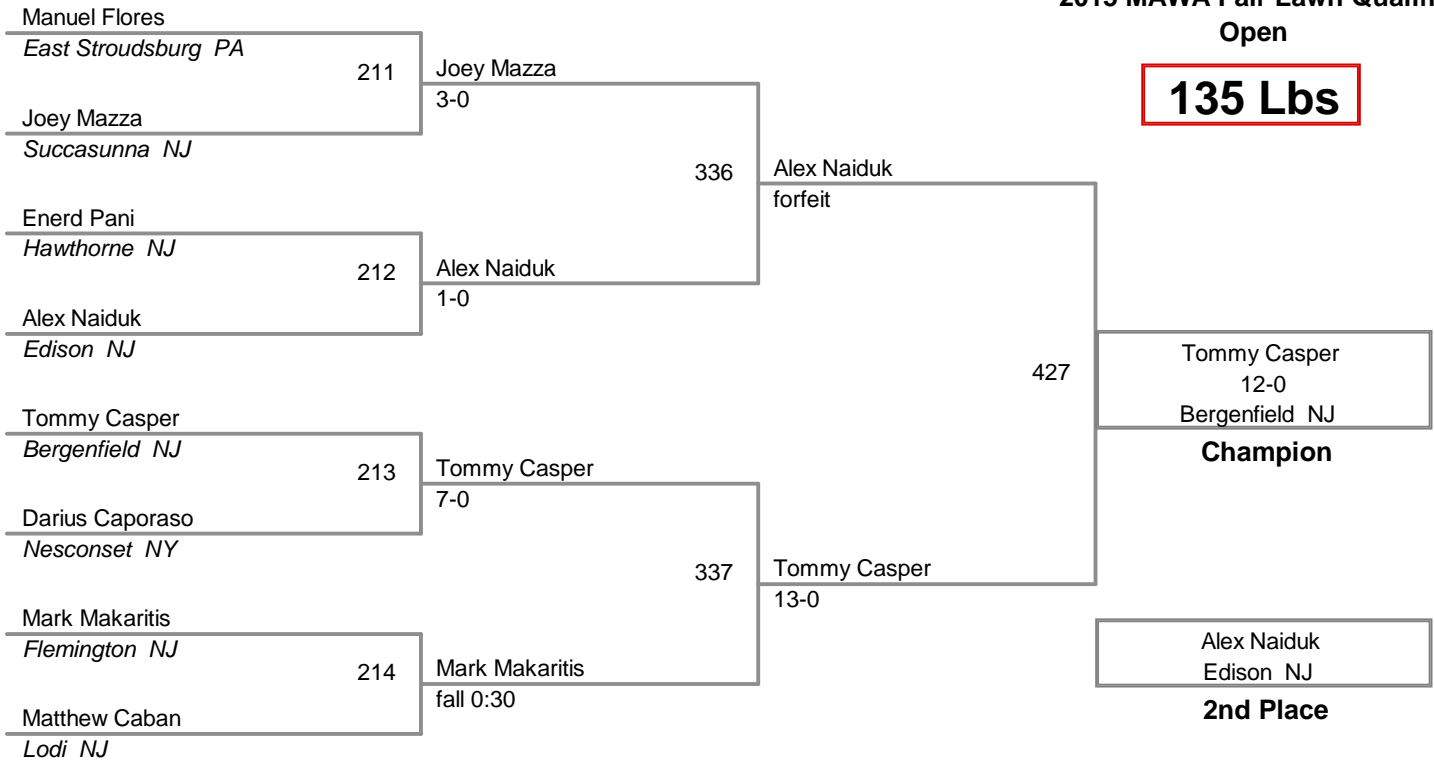 MAWA Fair Lawn
Open
135 Lbs
Manuel Flores
East Stroudsburg PA
211
Joey Mazza
3-0
Joey Mazza
Succasunna NJ
336
Alex Naiduk
forfeit
Enerd Pani
Hawthorne NJ
212
Alex Naiduk
1-0
Alex Naiduk
Edison NJ
427
Tommy Casper
12-0
Bergenfield NJ
Champion
Tommy Casper
Bergenfield NJ
213
Tommy Casper
7-0
Darius Caporaso
Nesconset NY
337
Tommy Casper
13-0
Mark Makaritis
Flemington NJ
214
Mark Makaritis
fall 0:30
Matthew Caban
Lodi NJ
Alex Naiduk
Edison NJ
2nd Place